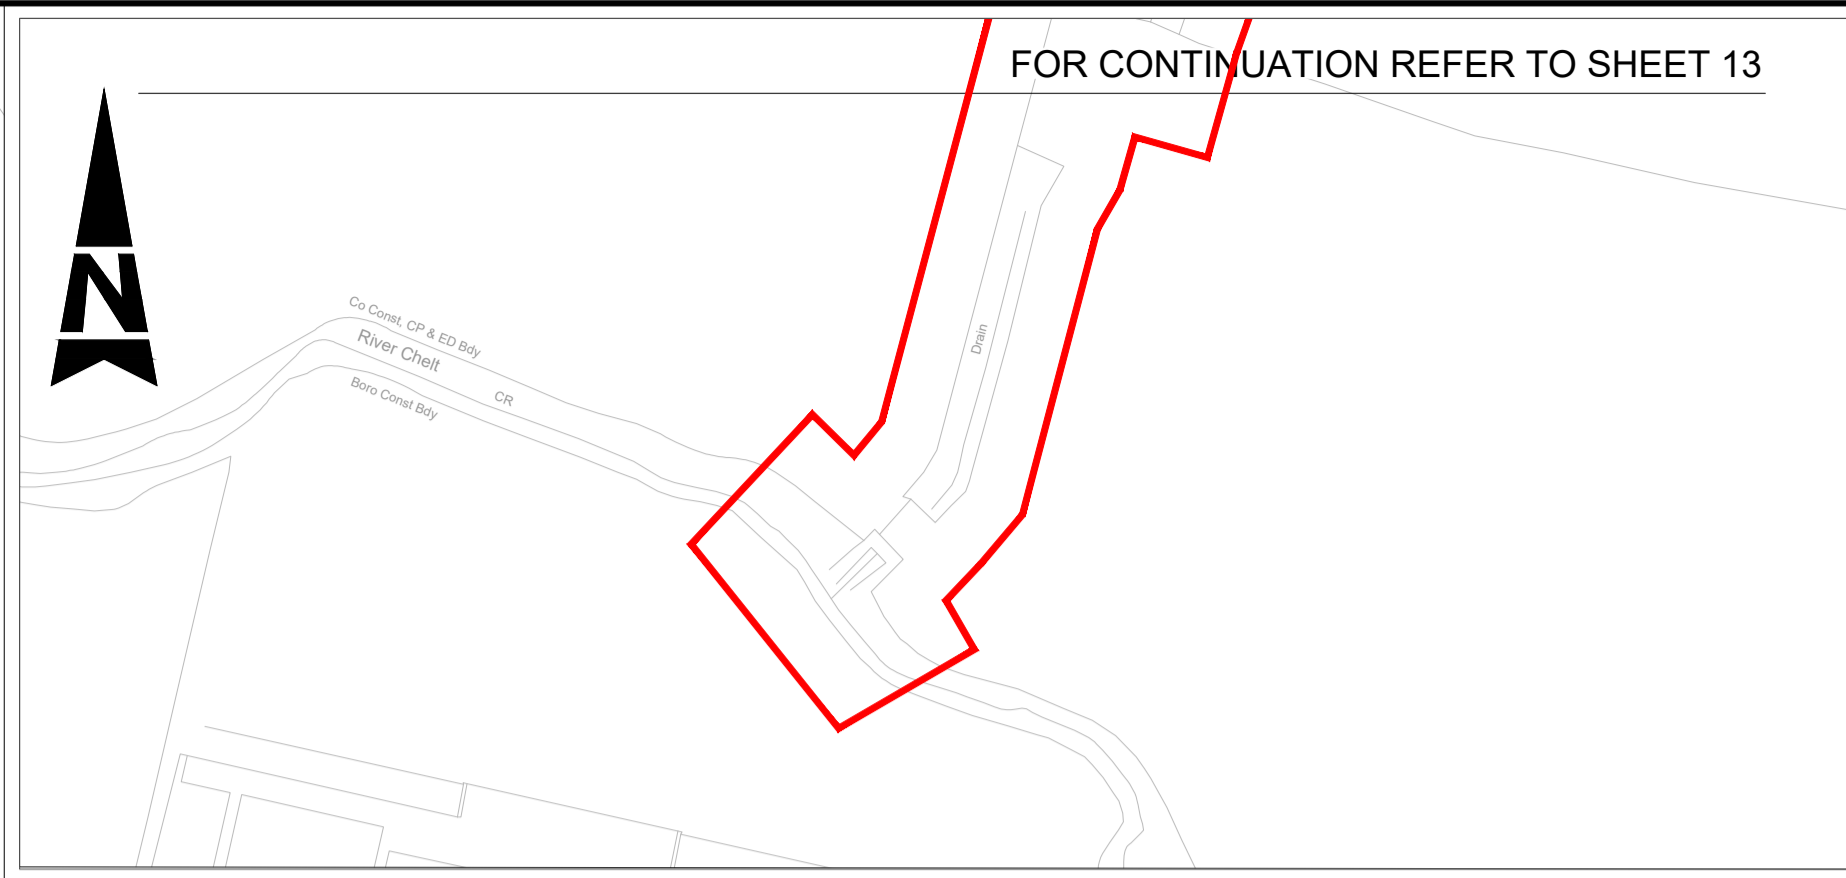 FOR CONTINUATION REFER TO SHEET 13
N
Co Const, CP & ED Bdy
River Chelt
CR
Boro Const Bdy
Drain